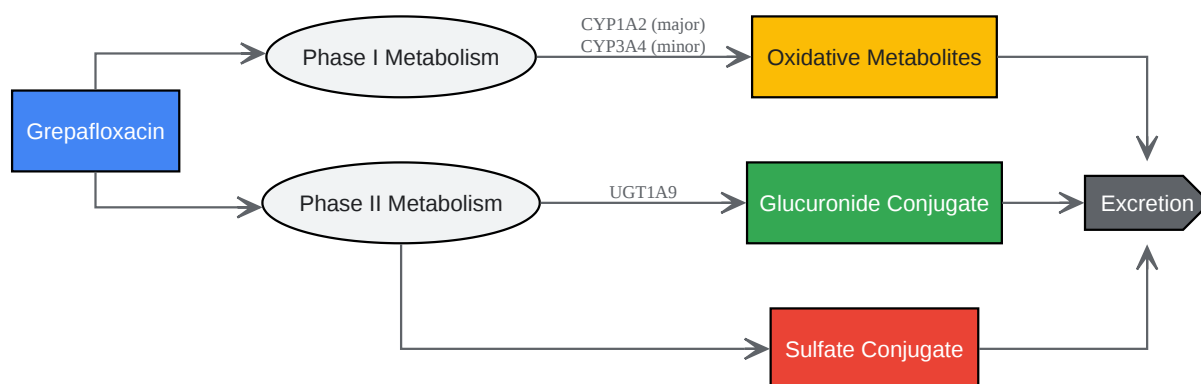 CYP1A2 (major)
CYP3A4 (minor)
Phase I Metabolism
Oxidative Metabolites
Grepafloxacin
Phase II Metabolism
UGT1A9
Glucuronide Conjugate
Excretion
Sulfate Conjugate